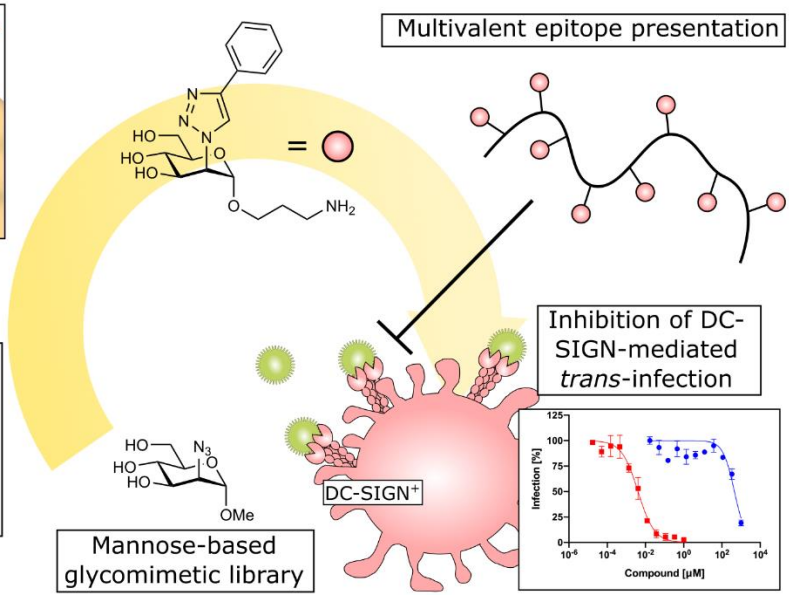 Multivalent epitope presentation
N
N
N
HO
HO
HO
O
O
NH₂
=
Inhibition of DC-
SIGN-mediated
trans-infection
HO
N₃
HO
HO
O
OMe
DC-SIGN⁺
Mannose-based
glycomimetic library
Infection [%]
125
100
75
50
25
0
10⁻⁶
10⁻⁴
10⁻²
10⁰
10²
10⁴
Compound [µM]